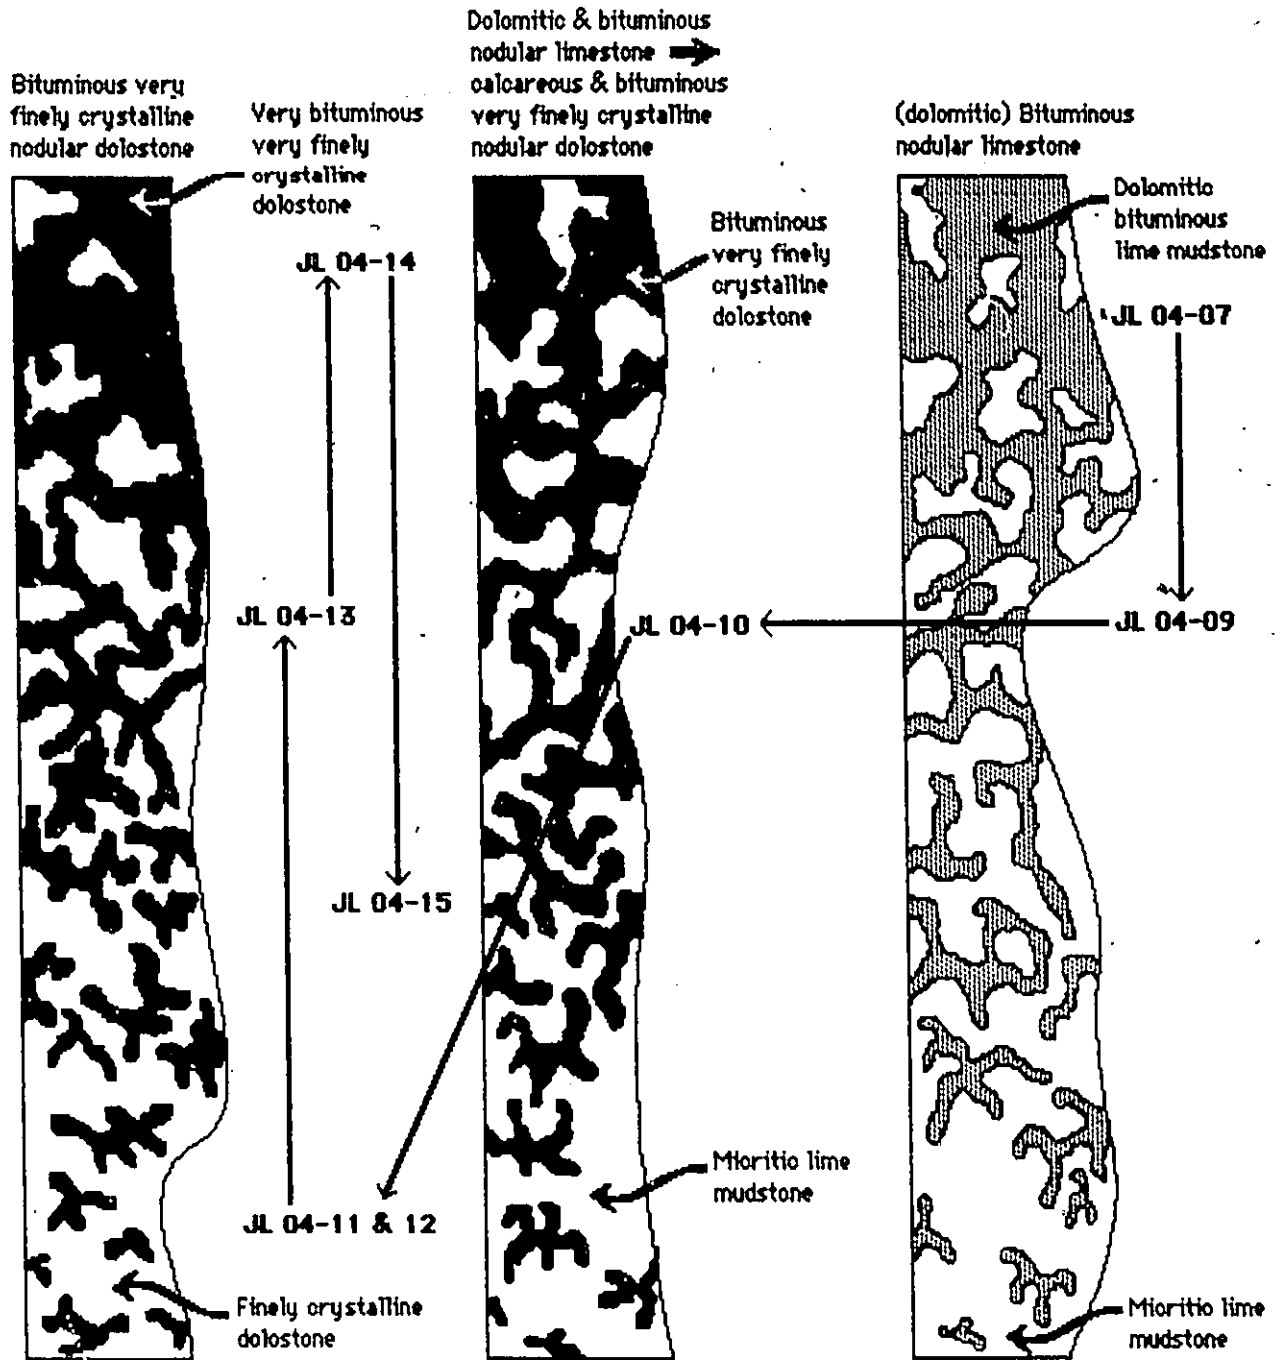 Dolomitic & bituminous
nodular limestone
calcareous & bituminous
very finely crystalline
nodular dolostone
Bituminous very
finely crystalline
nodular dolostone
Very bituminous
very finely
crystalline
dolostone
(dolomitic) Bituminous
nodular limestone
Dolomitic
bituminous
lime mudstone
Bituminous
very finely
crystalline
dolostone
JL 04-14
JL 04-07
JL 04-13
JL 04-10
JL 04-09
JL 04-15
JL 04-11 & 12
Micritic lime
mudstone
Finely crystalline
dolostone
Micritic lime
mudstone